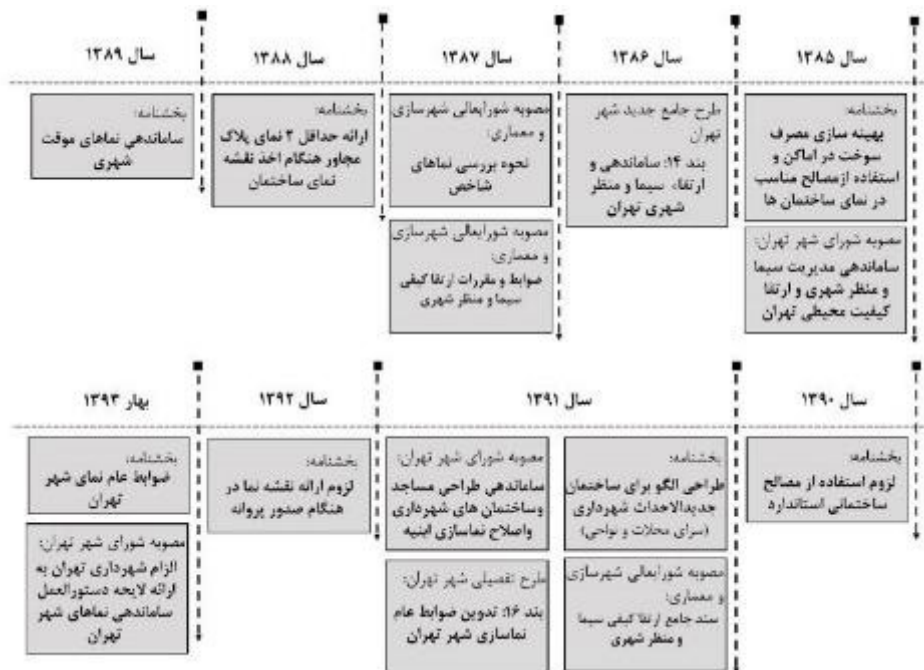 سال ۱۳۸۵
بخشنامه:
بهینه سازی مصرف
سوخت در اماکن و
استفاده از مصالح مناسب
در نمای ساختمان ها
مصوبه شورای شهر تهران:
ساماندهی مدیریت سیما
و منظر شهری و ارتقا
کیفیت محیطی تهران
سال ۱۳۸۶
طرح جامع جدید شهر
تهران
بند ۱۴: ساماندهی و
ارتقاء سیما و منظر
شهری تهران
سال ۱۳۸۷
مصوبه شورایعالی شهرسازی
و معماری:
نحوه بررسی نماهای
شاخص
مصوبه شورایعالی شهرسازی
و معماری:
ضوابط و مقررات ارتقا کیفی
سیما و منظر شهری
سال ۱۳۸۸
بخشنامه:
ارائه حداقل ۲ نمای پلاک
مجاور هنگام اخذ نقشه
نمای ساختمان
سال ۱۳۸۹
بخشنامه:
ساماندهی نماهای موقت
شهری
سال ۱۳۹۰
بخشنامه:
لزوم استفاده از مصالح
ساختمانی استاندارد
سال ۱۳۹۱
بخشنامه:
طراحی الگو برای ساختمان
جدیدالاحداث شهرداری
(سرای محلات و نواحی)
مصوبه شورایعالی شهرسازی
و معماری:
سند جامع ارتقا کیفی سیما
و منظر شهری
مصوبه شورای شهر تهران:
ساماندهی طراحی مساجد
وساختمان های شهرداری
واصلاح نماسازی ابنیه
طرح تفصیلی شهر تهران:
بند ۱۶: تدوین ضوابط عام
نماسازی شهر تهران
سال ۱۳۹۲
بخشنامه:
لزوم ارائه نقشه نما در
هنگام صدور پروانه
بهار ۱۳۹۳
بخشنامه:
ضوابط عام نمای شهر
تهران
مصوبه شورای شهر تهران:
الزام شهرداری تهران به
ارائه لایحه دستورالعمل
ساماندهی نماهای شهر
تهران